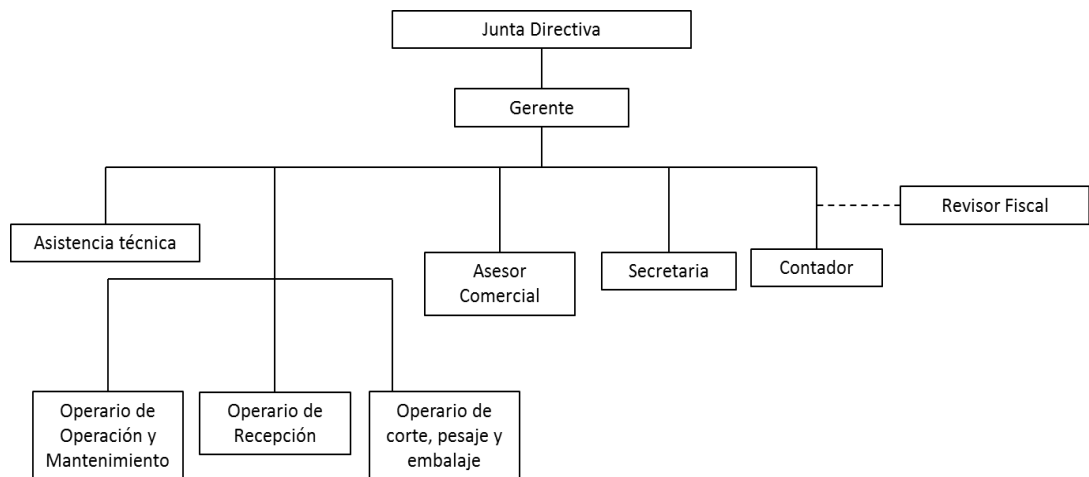 Junta Directiva
Gerente
Revisor Fiscal
Asistencia técnica
Asesor
Comercial
Secretaria
Contador
Operario de
Operación y
Mantenimiento
Operario de
Recepción
Operario de
corte, pesaje y
embalaje